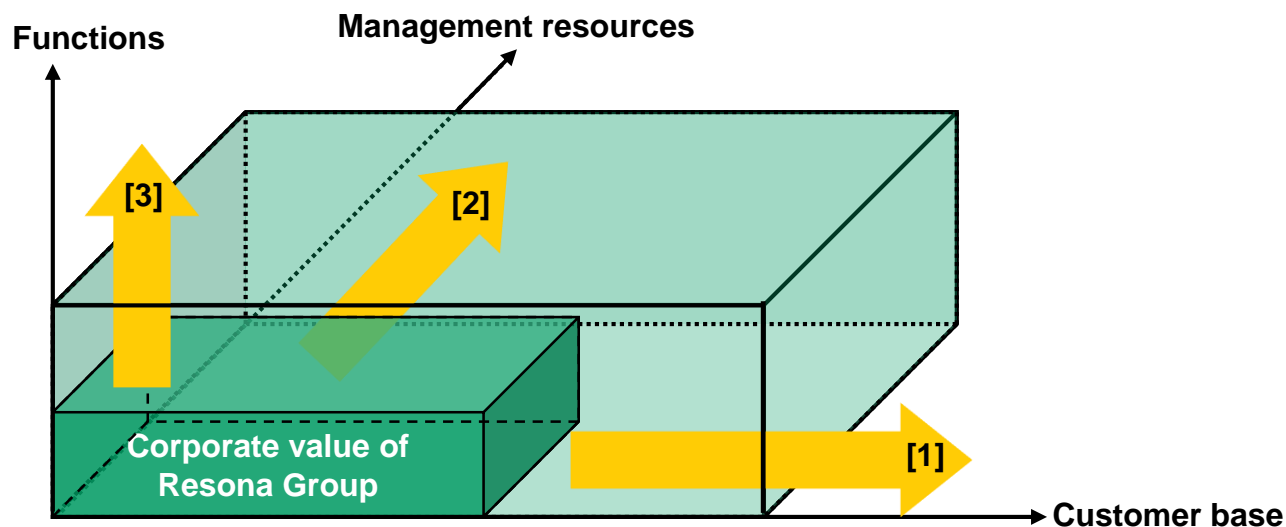 Functions
Management resources
[3]
[2]
Corporate value of
Resona Group
[1]
Customer base